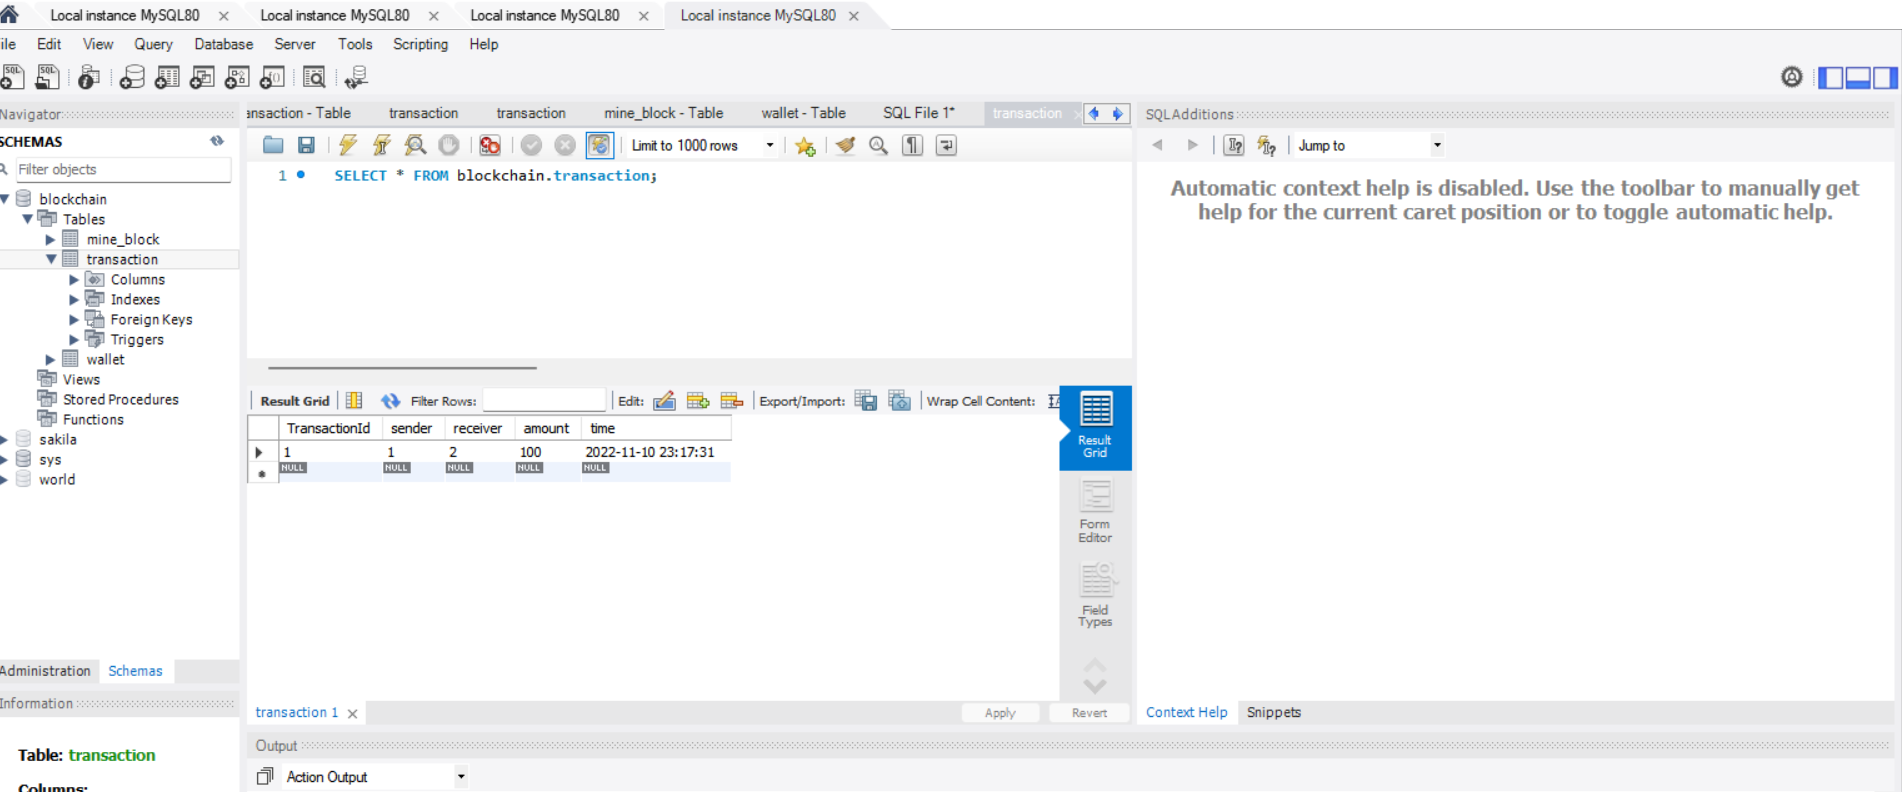 Local instance MySQL80 Local instance MySQL80 Local instance MySQL80 Local instance MySQL80
ile Edit View Query Database Server Tools Scripting Help
Navigator
SCHEMAS
Filter objects
blockchain
Tables
mine_block
transaction
Columns
Indexes
Foreign Keys
Triggers
wallet
Views
Stored Procedures
Functions
sakila
sys
world
Administration Schemas
Information
Table: transaction
Columns:
ansaction - Table transaction transaction mine_block - Table wallet - Table SQL File 1* transaction
Limit to 1000 rows
1 SELECT * FROM blockchain.transaction;
Result Grid Filter Rows: Edit: Export/Import: Wrap Cell Content:
TransactionId sender receiver amount time
1 1 2 100 2022-11-10 23:17:31
NULL NULL NULL NULL NULL
Result
Grid
Form
Editor
Field
Types
transaction 1 Apply Revert
Output
Action Output
SQLAdditions
Jump to
Automatic context help is disabled. Use the toolbar to manually get
help for the current caret position or to toggle automatic help.
Context Help Snippets